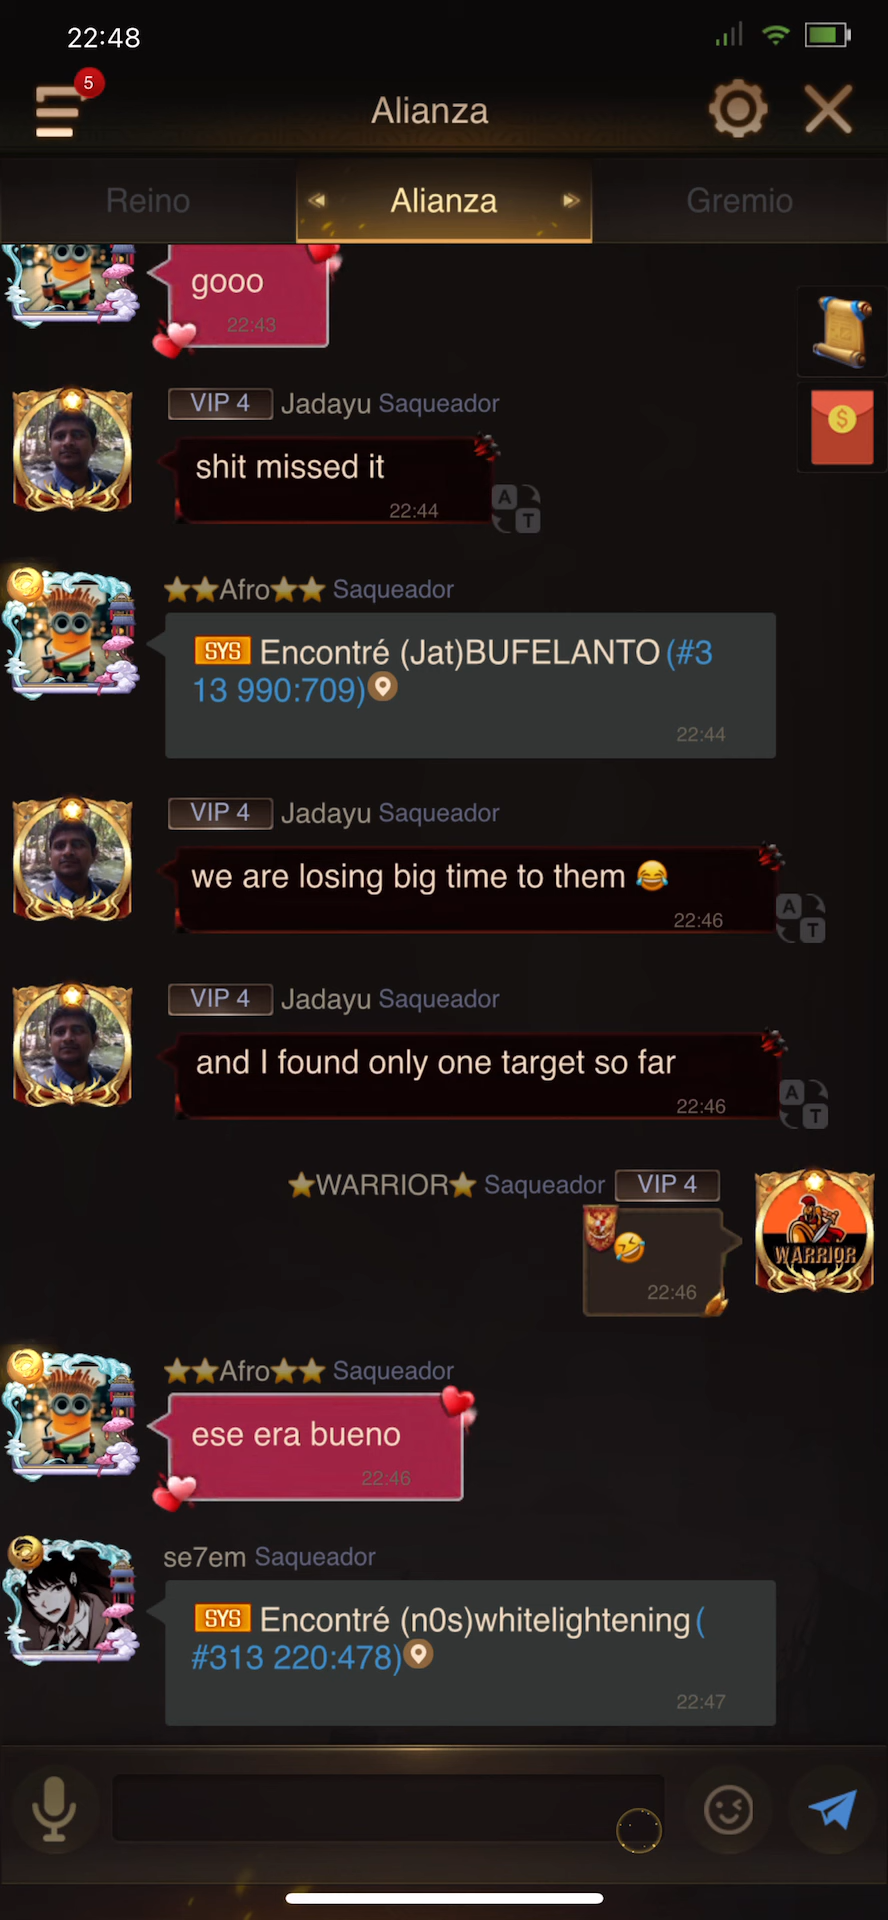 22:48
5
Alianza
Reino
Alianza
Gremio
gooo
22:43
VIP 4 Jadayu Saqueador
shit missed it
22:44
A
T
⭐⭐Afro⭐⭐ Saqueador
SYS Encontré (Jat)BUFELANTO (#3
13 990:709)
22:44
VIP 4 Jadayu Saqueador
we are losing big time to them 😂
22:46
A
T
VIP 4 Jadayu Saqueador
and I found only one target so far
22:46
A
T
⭐WARRIOR⭐ Saqueador VIP 4
🤣
WARRIOR
22:46
⭐⭐Afro⭐⭐ Saqueador
ese era bueno
22:46
se7em Saqueador
SYS Encontré (n0s)whitelightening (
#313 220:478)
22:47